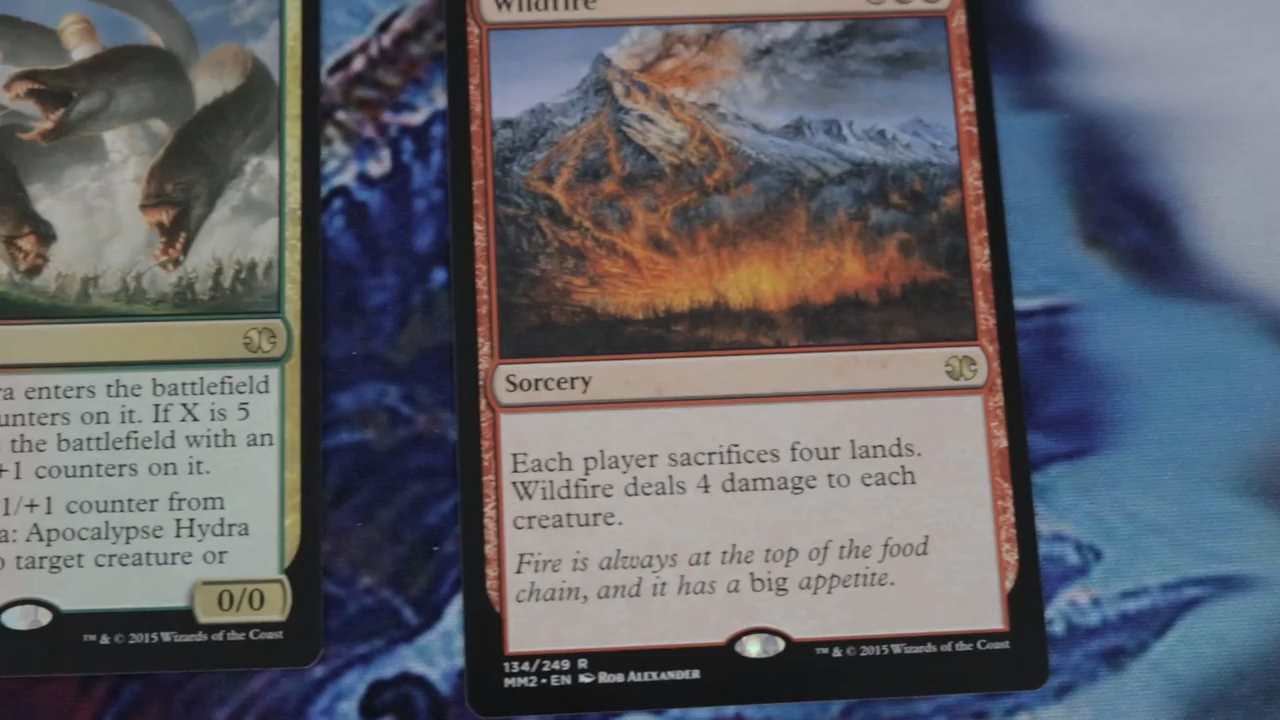 ra enters the battlefield
unters on it. If X is 5
the battlefield with an
+1 counters on it.
1/+1 counter from
a: Apocalypse Hydra
o target creature or
0/0
™ & © 2015 Wizards of the Coast
Wildfire
Sorcery
Each player sacrifices four lands.
Wildfire deals 4 damage to each
creature.
Fire is always at the top of the food
chain, and it has a big appetite.
134/249 R
MM2 • EN Rob Alexander
™ & © 2015 Wizards of the Coast